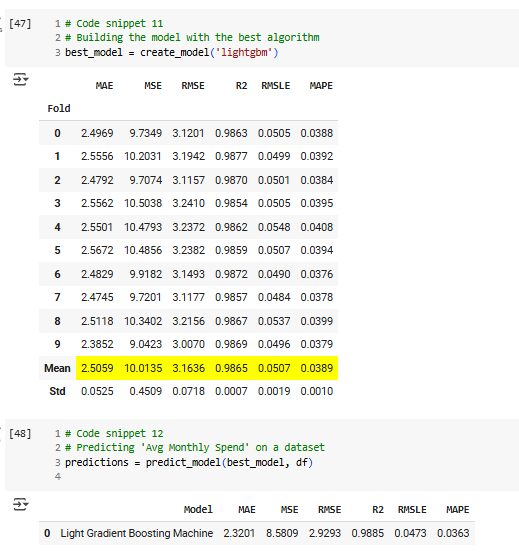 [47]
1 # Code snippet 11
2 # Building the model with the best algorithm
3 best_model = create_model('lightgbm')
MAE MSE RMSE R2 RMSLE MAPE
Fold
0 2.4969 9.7349 3.1201 0.9863 0.0505 0.0388
1 2.5556 10.2031 3.1942 0.9877 0.0499 0.0392
2 2.4792 9.7074 3.1157 0.9870 0.0501 0.0384
3 2.5562 10.5038 3.2410 0.9854 0.0505 0.0395
4 2.5501 10.4793 3.2372 0.9862 0.0548 0.0408
5 2.5672 10.4856 3.2382 0.9859 0.0507 0.0394
6 2.4829 9.9182 3.1493 0.9872 0.0490 0.0376
7 2.4745 9.7201 3.1177 0.9857 0.0484 0.0378
8 2.5118 10.3402 3.2156 0.9867 0.0537 0.0399
9 2.3852 9.0423 3.0070 0.9869 0.0496 0.0379
Mean 2.5059 10.0135 3.1636 0.9865 0.0507 0.0389
Std 0.0525 0.4509 0.0718 0.0007 0.0019 0.0010
[48]
1 # Code snippet 12
2 # Predicting 'Avg Monthly Spend' on a dataset
3 predictions = predict_model(best_model, df)
4
Model MAE MSE RMSE R2 RMSLE MAPE
0 Light Gradient Boosting Machine 2.3201 8.5809 2.9293 0.9885 0.0473 0.0363